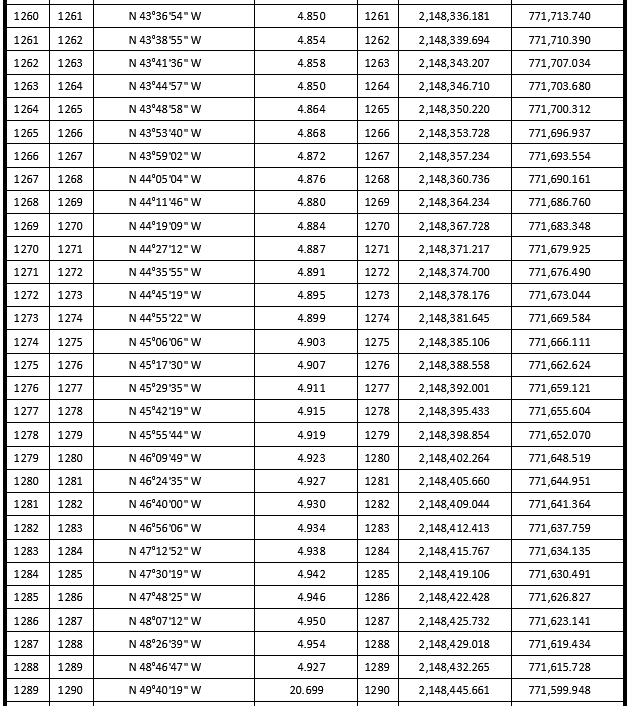 1260 1261 N 43°36'54" W 4.850 1261 2,148,336.181 771,713.740
1261 1262 N 43°38'55" W 4.854 1262 2,148,339.694 771,710.390
1262 1263 N 43°41'36" W 4.858 1263 2,148,343.207 771,707.034
1263 1264 N 43°44'57" W 4.850 1264 2,148,346.710 771,703.680
1264 1265 N 43°48'58" W 4.864 1265 2,148,350.220 771,700.312
1265 1266 N 43°53'40" W 4.868 1266 2,148,353.728 771,696.937
1266 1267 N 43°59'02" W 4.872 1267 2,148,357.234 771,693.554
1267 1268 N 44°05'04" W 4.876 1268 2,148,360.736 771,690.161
1268 1269 N 44°11'46" W 4.880 1269 2,148,364.234 771,686.760
1269 1270 N 44°19'09" W 4.884 1270 2,148,367.728 771,683.348
1270 1271 N 44°27'12" W 4.887 1271 2,148,371.217 771,679.925
1271 1272 N 44°35'55" W 4.891 1272 2,148,374.700 771,676.490
1272 1273 N 44°45'19" W 4.895 1273 2,148,378.176 771,673.044
1273 1274 N 44°55'22" W 4.899 1274 2,148,381.645 771,669.584
1274 1275 N 45°06'06" W 4.903 1275 2,148,385.106 771,666.111
1275 1276 N 45°17'30" W 4.907 1276 2,148,388.558 771,662.624
1276 1277 N 45°29'35" W 4.911 1277 2,148,392.001 771,659.121
1277 1278 N 45°42'19" W 4.915 1278 2,148,395.433 771,655.604
1278 1279 N 45°55'44" W 4.919 1279 2,148,398.854 771,652.070
1279 1280 N 46°09'49" W 4.923 1280 2,148,402.264 771,648.519
1280 1281 N 46°24'35" W 4.927 1281 2,148,405.660 771,644.951
1281 1282 N 46°40'00" W 4.930 1282 2,148,409.044 771,641.364
1282 1283 N 46°56'06" W 4.934 1283 2,148,412.413 771,637.759
1283 1284 N 47°12'52" W 4.938 1284 2,148,415.767 771,634.135
1284 1285 N 47°30'19" W 4.942 1285 2,148,419.106 771,630.491
1285 1286 N 47°48'25" W 4.946 1286 2,148,422.428 771,626.827
1286 1287 N 48°07'12" W 4.950 1287 2,148,425.732 771,623.141
1287 1288 N 48°26'39" W 4.954 1288 2,148,429.018 771,619.434
1288 1289 N 48°46'47" W 4.927 1289 2,148,432.265 771,615.728
1289 1290 N 49°40'19" W 20.699 1290 2,148,445.661 771,599.948